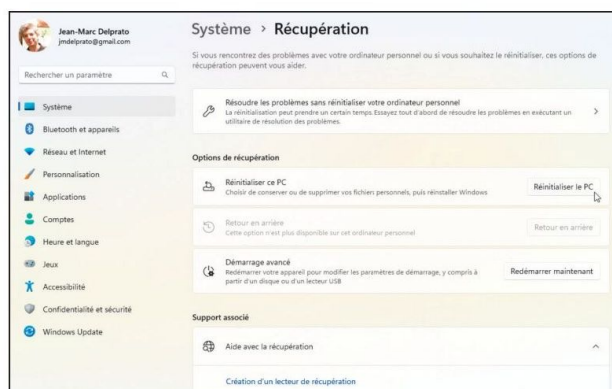 Jean-Marc Delprato
jmdelprato@gmail.com
Rechercher un paramètre
Système
Bluetooth et appareils
Réseau et Internet
Personnalisation
Applications
Comptes
Heure et langue
Jeux
Accessibilité
Confidentialité et sécurité
Windows Update
Système > Récupération
Si vous rencontrez des problèmes avec votre ordinateur personnel ou si vous souhaitez le réinitialiser, ces options de
récupération peuvent vous aider.
Résoudre les problèmes sans réinitialiser votre ordinateur personnel
La réinitialisation peut prendre un certain temps. Essayez tout d'abord de résoudre les problèmes en exécutant un
utilitaire de résolution des problèmes.
Options de récupération
Réinitialiser ce PC
Choisir de conserver ou de supprimer vos fichiers personnels, puis réinstaller Windows
Réinitialiser le PC
Retour en arrière
Cette option n'est plus disponible sur cet ordinateur personnel
Retour en arrière
Démarrage avancé
Redémarrer votre appareil pour modifier les paramètres de démarrage, y compris à
partir d'un disque ou d'un lecteur USB
Redémarrer maintenant
Support associé
Aide avec la récupération
Création d'un lecteur de récupération